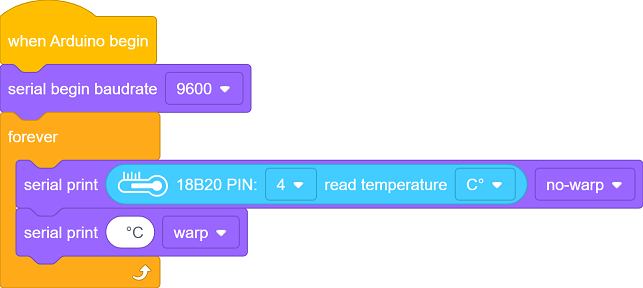 when Arduino begin
serial begin baudrate 9600
forever
serial print 18B20 PIN: 4 read temperature C° no-warp
serial print °C warp